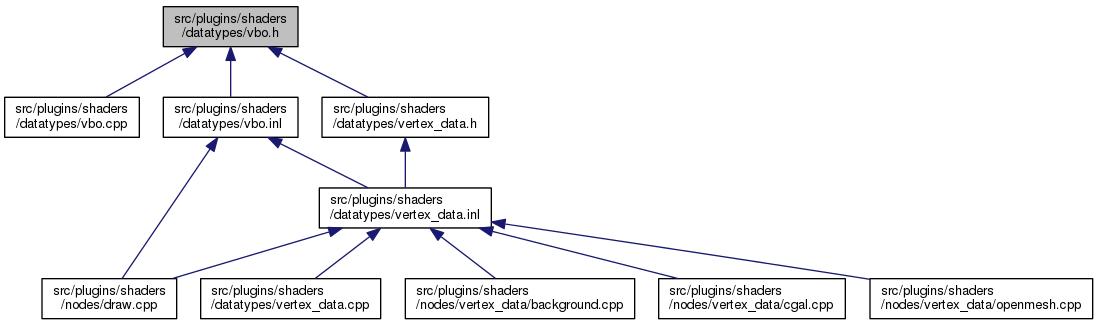 src/plugins/shaders
/datatypes/vbo.h
src/plugins/shaders
/datatypes/vbo.cpp
src/plugins/shaders
/datatypes/vbo.inl
src/plugins/shaders
/datatypes/vertex_data.h
src/plugins/shaders
/datatypes/vertex_data.inl
src/plugins/shaders
/nodes/draw.cpp
src/plugins/shaders
/datatypes/vertex_data.cpp
src/plugins/shaders
/nodes/vertex_data/background.cpp
src/plugins/shaders
/nodes/vertex_data/cgal.cpp
src/plugins/shaders
/nodes/vertex_data/openmesh.cpp